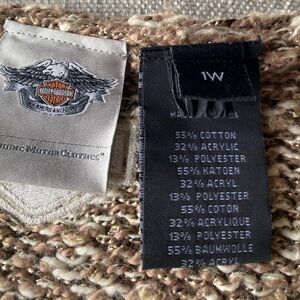 MOTOR
HARLEY-DAVIDSON
CLOTHES
MotorClothes®
1W
55% COTTON
32% ACRYLIC
13% POLYESTER
55% KATOEN
32% ACRYL
13% POLYESTER
55% COTON
32% ACRYLIQUE
13% POLYESTER
55% BAUMWOLLE
32% ACRYL